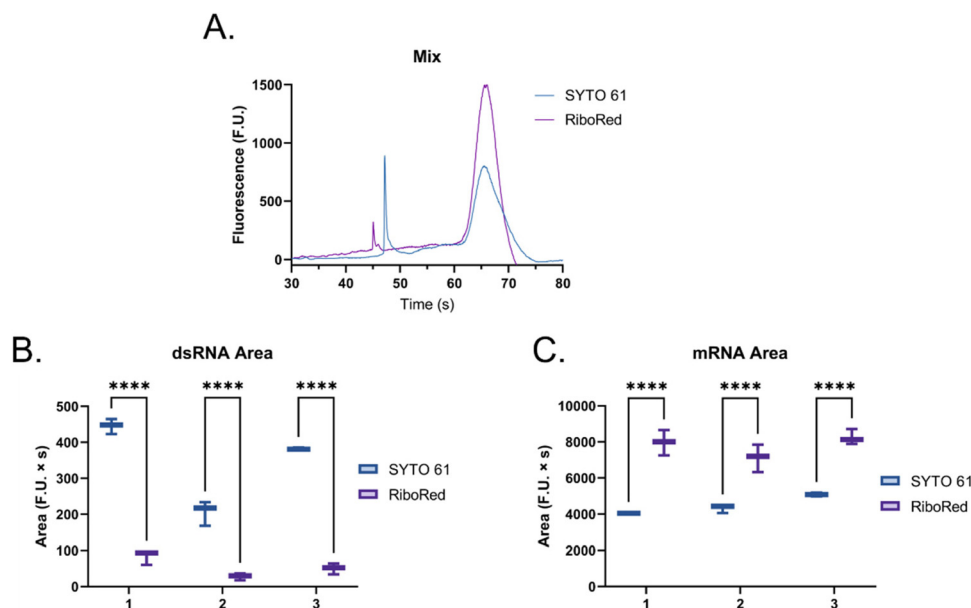 A.
Mix
SYTO 61
RiboRed
1500
1000
500
0
Fluorescence (F.U.)
30 40 50 60 70 80
Time (s)
B.
dsRNA Area
**** **** ****
500
400
300
200
100
0
Area (F.U. × s)
SYTO 61
RiboRed
1 2 3
C.
mRNA Area
**** **** ****
10000
8000
6000
4000
2000
0
Area (F.U. × s)
SYTO 61
RiboRed
1 2 3